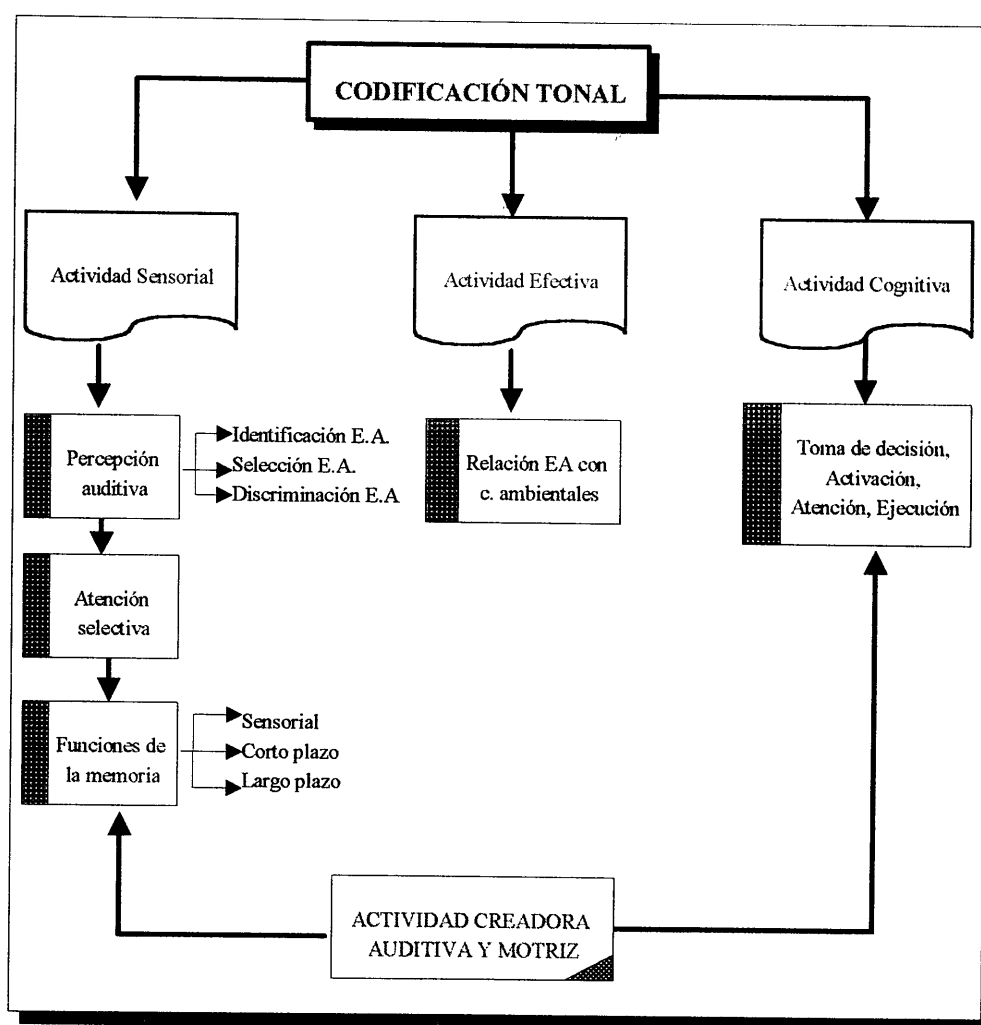 CODIFICACIÓN TONAL
Actividad Sensorial
Actividad Efectiva
Actividad Cognitiva
Percepción
auditiva
Identificación E.A.
Selección E.A.
Discriminación E.A
Relación EA con
c. ambientales
Toma de decisión,
Activación,
Atención, Ejecución
Atención
selectiva
Funciones de
la memoria
Sensorial
Corto plazo
Largo plazo
ACTIVIDAD CREADORA
AUDITIVA Y MOTRIZ